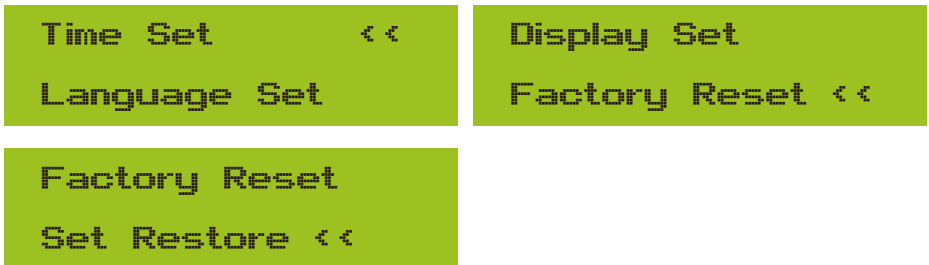 Time Set <<
Language Set
Display Set
Factory Reset <<
Factory Reset
Set Restore <<